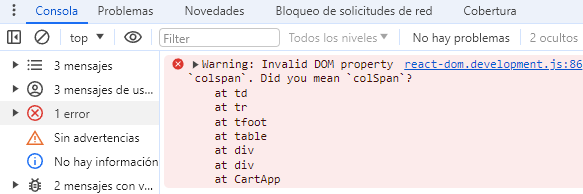 Consola Problemas Novedades Bloqueo de solicitudes de red Cobertura
top Filtrar Todos los niveles No hay problemas 2 ocultos
3 mensajes
3 mensajes de us...
1 error
Sin advertencias
No hay información
2 mensajes con v...
Warning: Invalid DOM property react-dom.development.js:86
`colspan`. Did you mean `colSpan`?
at td
at tr
at tfoot
at table
at div
at div
at CartApp